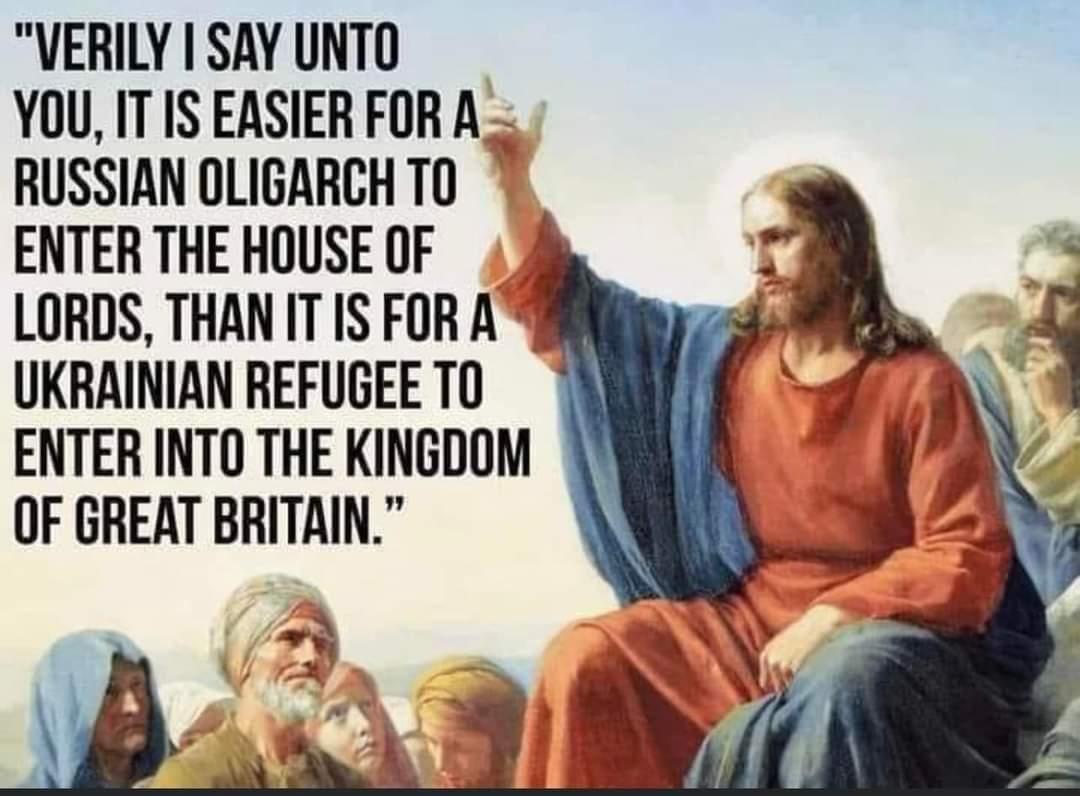 "VERILY I SAY UNTO
YOU, IT IS EASIER FOR A
RUSSIAN OLIGARCH TO
ENTER THE HOUSE OF
LORDS, THAN IT IS FOR A
UKRAINIAN REFUGEE TO
ENTER INTO THE KINGDOM
OF GREAT BRITAIN.”